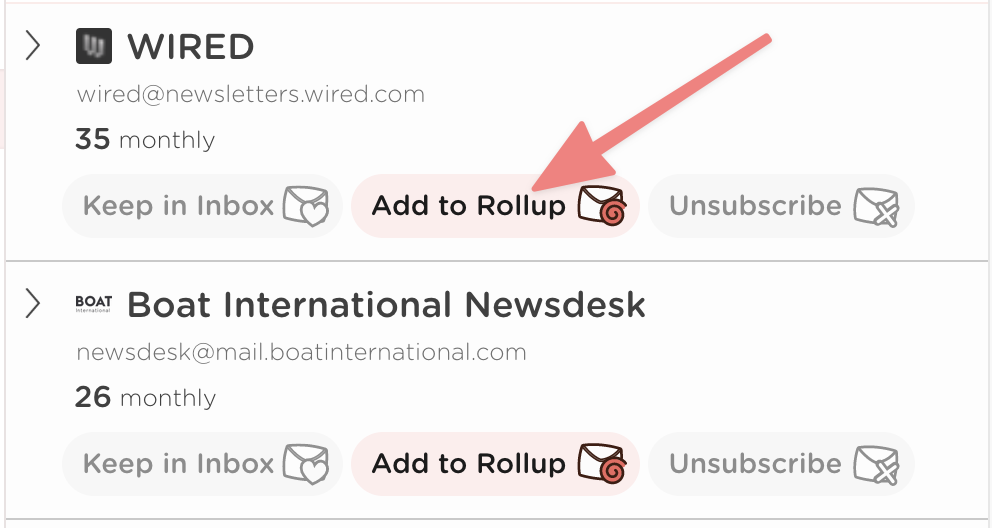 WIRED
wired@newsletters.wired.com
35 monthly
Keep in Inbox Add to Rollup Unsubscribe
BOAT
International
Boat International Newsdesk
newsdesk@mail.boatinternational.com
26 monthly
Keep in Inbox Add to Rollup Unsubscribe